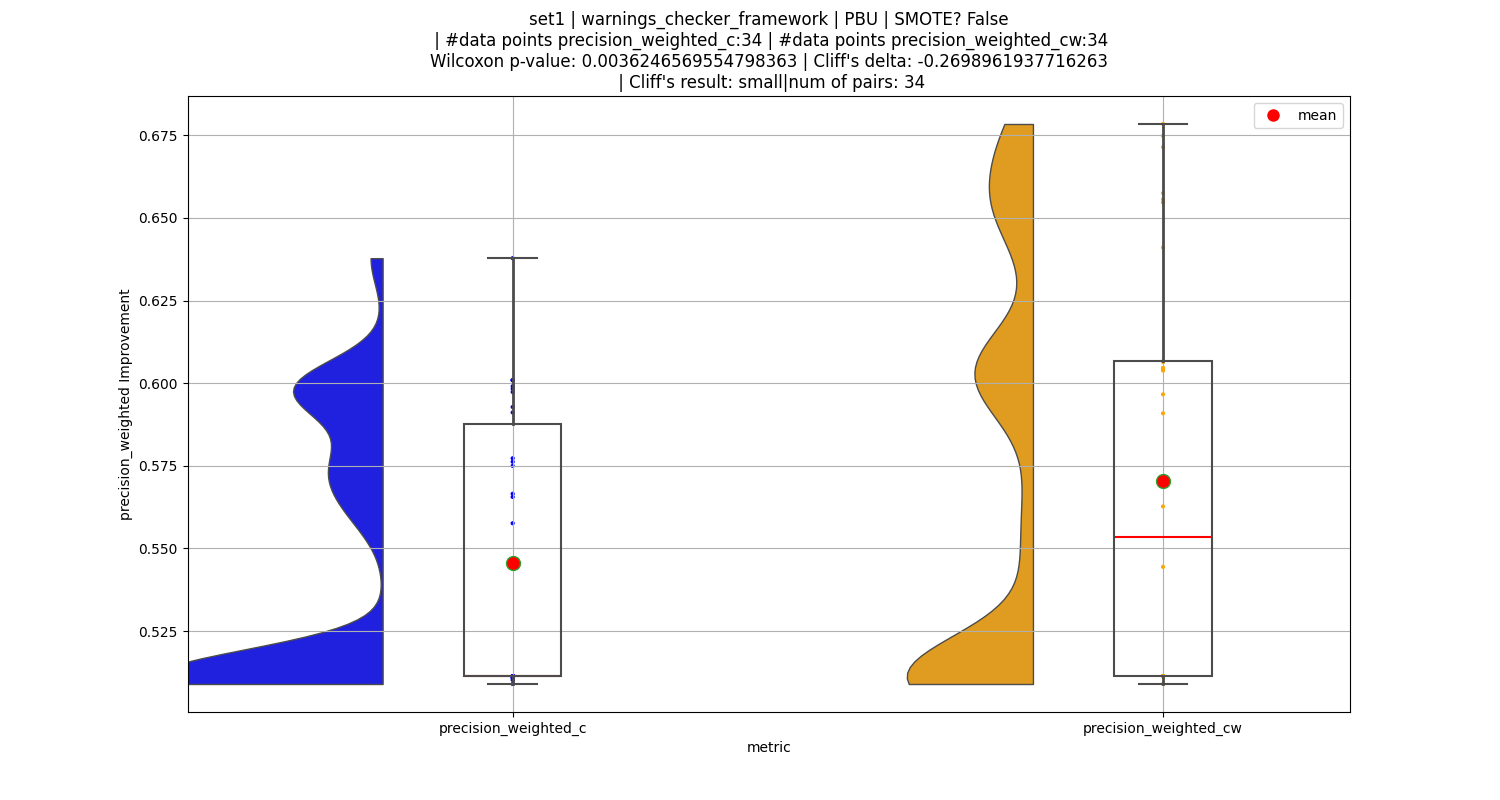 set1 | warnings_checker_framework | PBU | SMOTE? False
| #data points precision_weighted_c:34 | #data points precision_weighted_cw:34
Wilcoxon p-value: 0.0036246569554798363 | Cliff's delta: -0.2698961937716263
| Cliff's result: small|num of pairs: 34
mean
0.675
0.650
0.625
0.600
0.575
0.550
0.525
precision_weighted Improvement
precision_weighted_c
precision_weighted_cw
metric